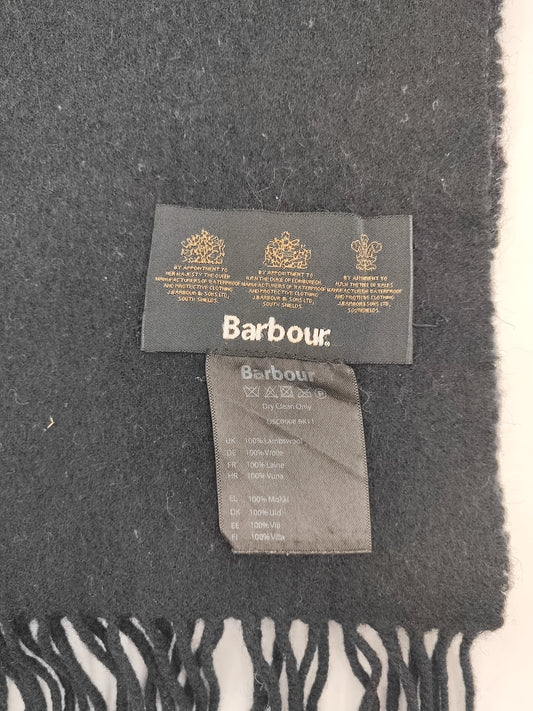 BY APPOINTMENT TO
HER MAJESTY THE QUEEN
MANUFACTURERS OF WATERPROOF
AND PROTECTIVE CLOTHING
J.BARBOUR & SONS LTD,
SOUTH SHIELDS.
BY APPOINTMENT TO
H.R.H THE DUKE OF EDINBURGH
MANUFACTURERS OF WATERPROOF
AND PROTECTIVE CLOTHING
J.BARBOUR & SONS LTD,
SOUTH SHIELDS.
BY APPOINTMENT TO
H.R.H THE PRINCE OF WALES
MANUFACTURERS OF WATERPROOF
AND PROTECTIVE CLOTHING
J.BARBOUR & SONS LTD,
SOUTH SHIELDS.
Barbour
Barbour
Dry Clean Only
USC0008 BK11
UK 100% Lambswool
DE 100% Wolle
FR 100% Laine
HR 100% Vuna
EL 100% Μαλλί
DK 100% Uld
EE 100% Vill
FI 100% Villa